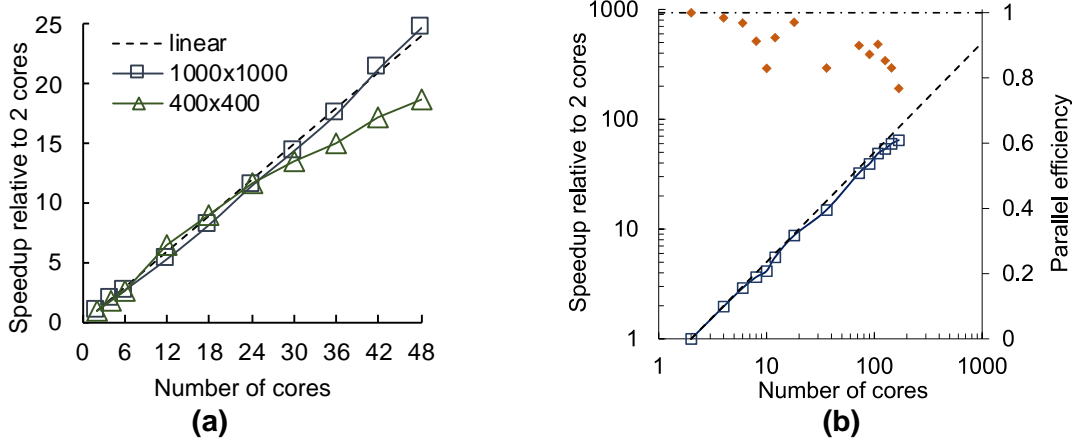 25
20
15
10
5
0
Speedup relative to 2 cores
linear
1000x1000
400x400
0 6 12 18 24 30 36 42 48
Number of cores
(a)
1000
100
10
1
Speedup relative to 2 cores
1
0.8
0.6
0.4
0.2
0
Parallel efficiency
1 10 100 1000
Number of cores
(b)